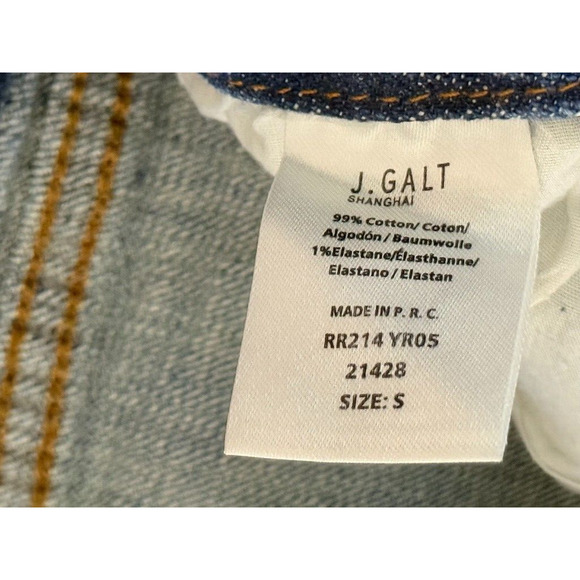 J.GALT
SHANGHAI
99% Cotton/ Coton/
Algodón / Baumwolle
1%Elastane/Élasthanne/
Elastano / Elastan
MADE IN P. R. C.
RR214 YR05
21428
SIZE: S